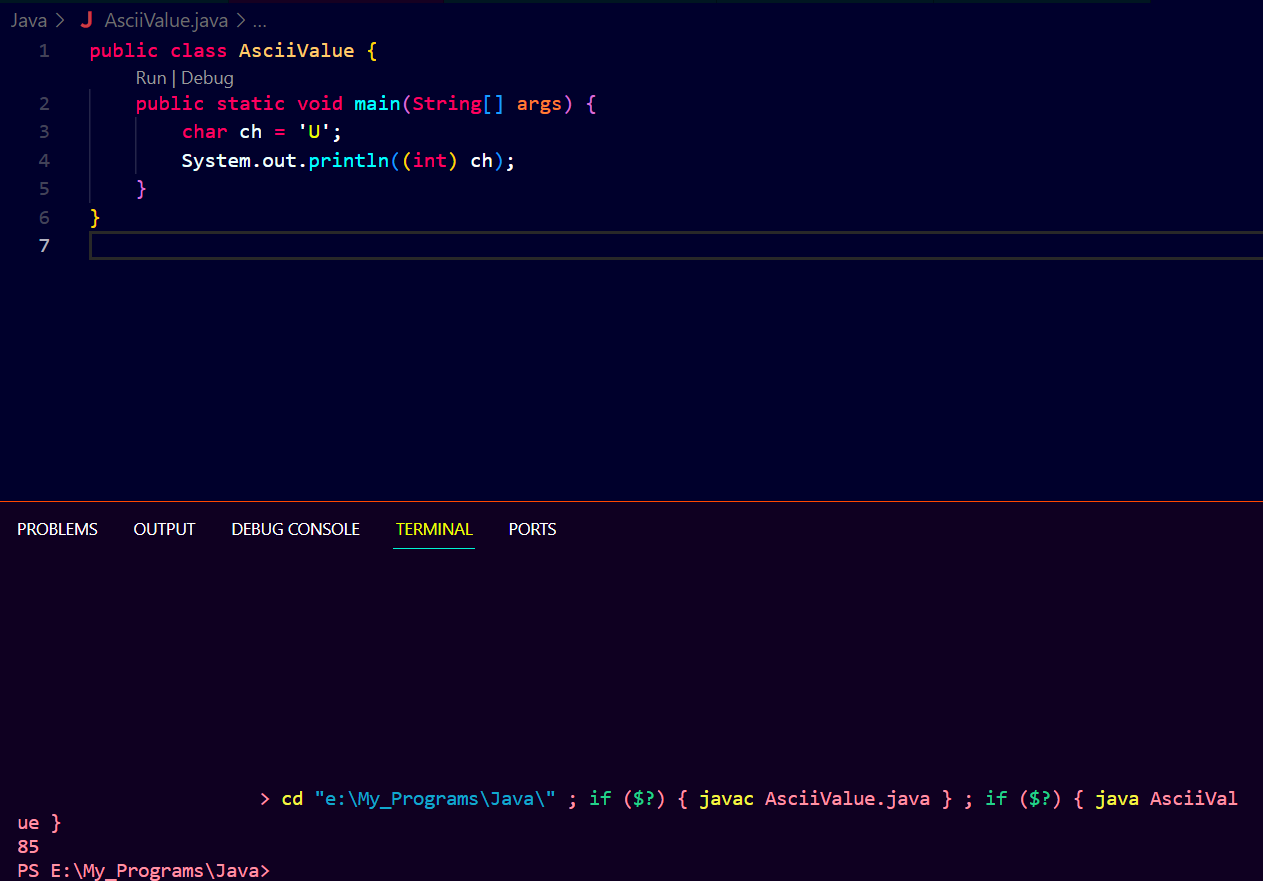 Java > J AsciiValue.java > ...
1 public class AsciiValue {
Run | Debug
2 public static void main(String[] args) {
3 char ch = 'U';
4 System.out.println((int) ch);
5 }
6 }
7
PROBLEMS OUTPUT DEBUG CONSOLE TERMINAL PORTS
> cd "e:\My_Programs\Java\" ; if ($?) { javac AsciiValue.java } ; if ($?) { java AsciiVal
ue }
85
PS E:\My_Programs\Java>